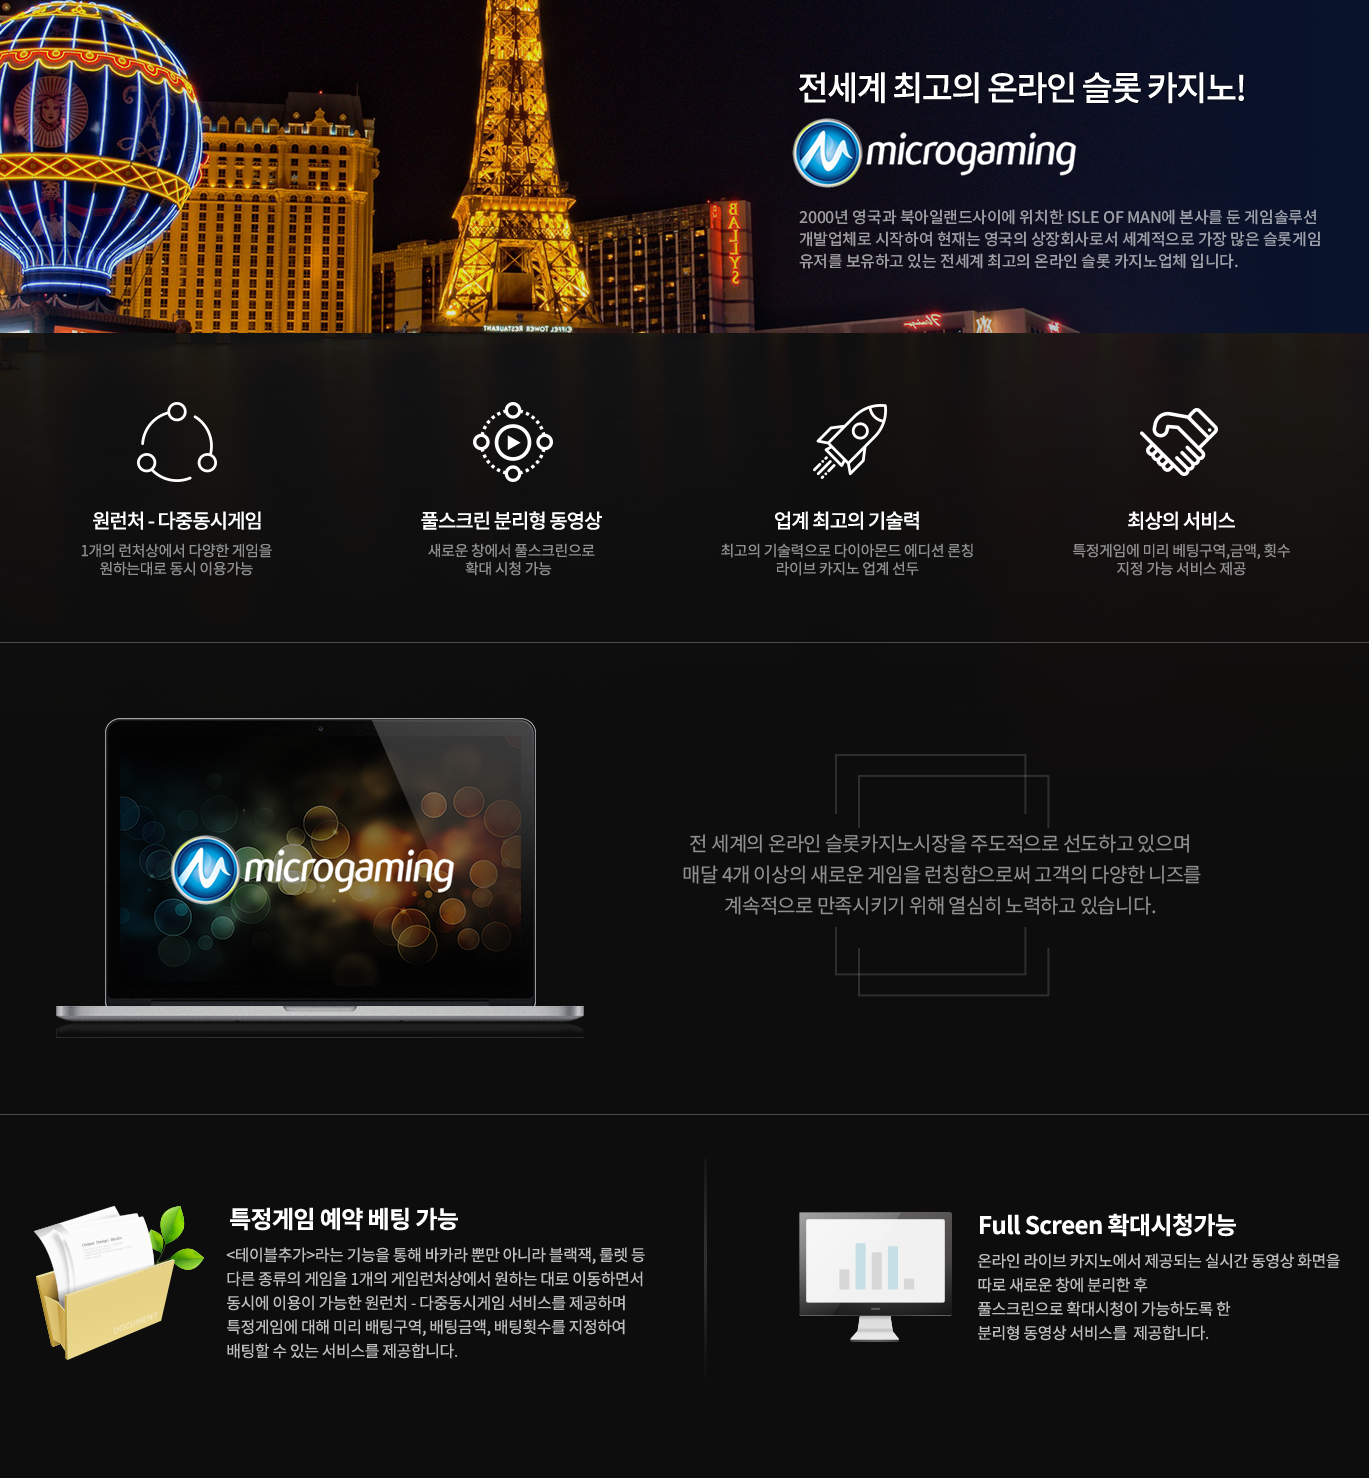 전세계 최고의 온라인 슬롯 카지노!
microgaming
2000년 영국과 북아일랜드사이에 위치한 ISLE OF MAN에 본사를 둔 게임솔루션
개발업체로 시작하여 현재는 영국의 상장회사로서 세계적으로 가장 많은 슬롯게임
유저를 보유하고 있는 전세계 최고의 온라인 슬롯 카지노업체 입니다.
BALLYS
EIFFEL TOWER RESTAURANT
원런처 - 다중동시게임
1개의 런처상에서 다양한 게임을
원하는대로 동시 이용가능
풀스크린 분리형 동영상
새로운 창에서 풀스크린으로
확대 시청 가능
업계 최고의 기술력
최고의 기술력으로 다이아몬드 에디션 론칭
라이브 카지노 업계 선두
최상의 서비스
특정게임에 미리 베팅구역,금액, 횟수
지정 가능 서비스 제공
microgaming
전 세계의 온라인 슬롯카지노시장을 주도적으로 선도하고 있으며
매달 4개 이상의 새로운 게임을 런칭함으로써 고객의 다양한 니즈를
계속적으로 만족시키기 위해 열심히 노력하고 있습니다.
특정게임 예약 베팅 가능
<테이블추가>라는 기능을 통해 바카라 뿐만 아니라 블랙잭, 룰렛 등
다른 종류의 게임을 1개의 게임런처상에서 원하는 대로 이동하면서
동시에 이용이 가능한 원런처 - 다중동시게임 서비스를 제공하며
특정게임에 대해 미리 배팅구역, 배팅금액, 배팅횟수를 지정하여
배팅할 수 있는 서비스를 제공합니다.
DOCUMENT
Full Screen 확대시청가능
온라인 라이브 카지노에서 제공되는 실시간 동영상 화면을
따로 새로운 창에 분리한 후
풀스크린으로 확대시청이 가능하도록 한
분리형 동영상 서비스를 제공합니다.